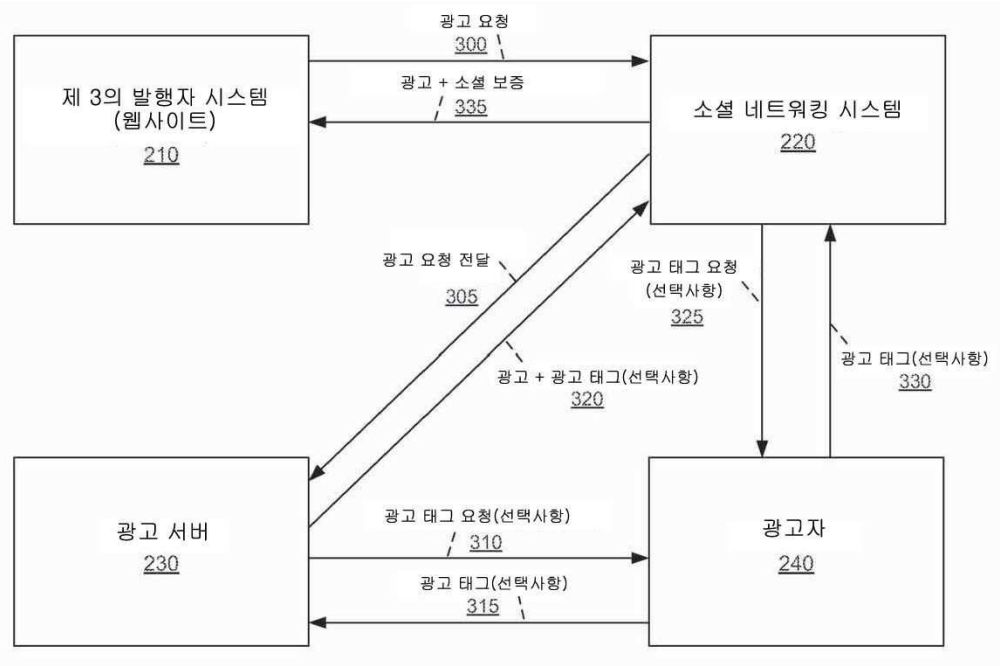 광고 요청
300
제 3의 발행자 시스템
(웹사이트)
210
광고 + 소셜 보증
335
소셜 네트워킹 시스템
220
광고 요청 전달
305
광고 태그 요청
(선택사항)
325
광고 + 광고 태그(선택사항)
320
광고 태그(선택사항)
330
광고 서버
230
광고 태그 요청(선택사항)
310
광고 태그(선택사항)
315
광고자
240